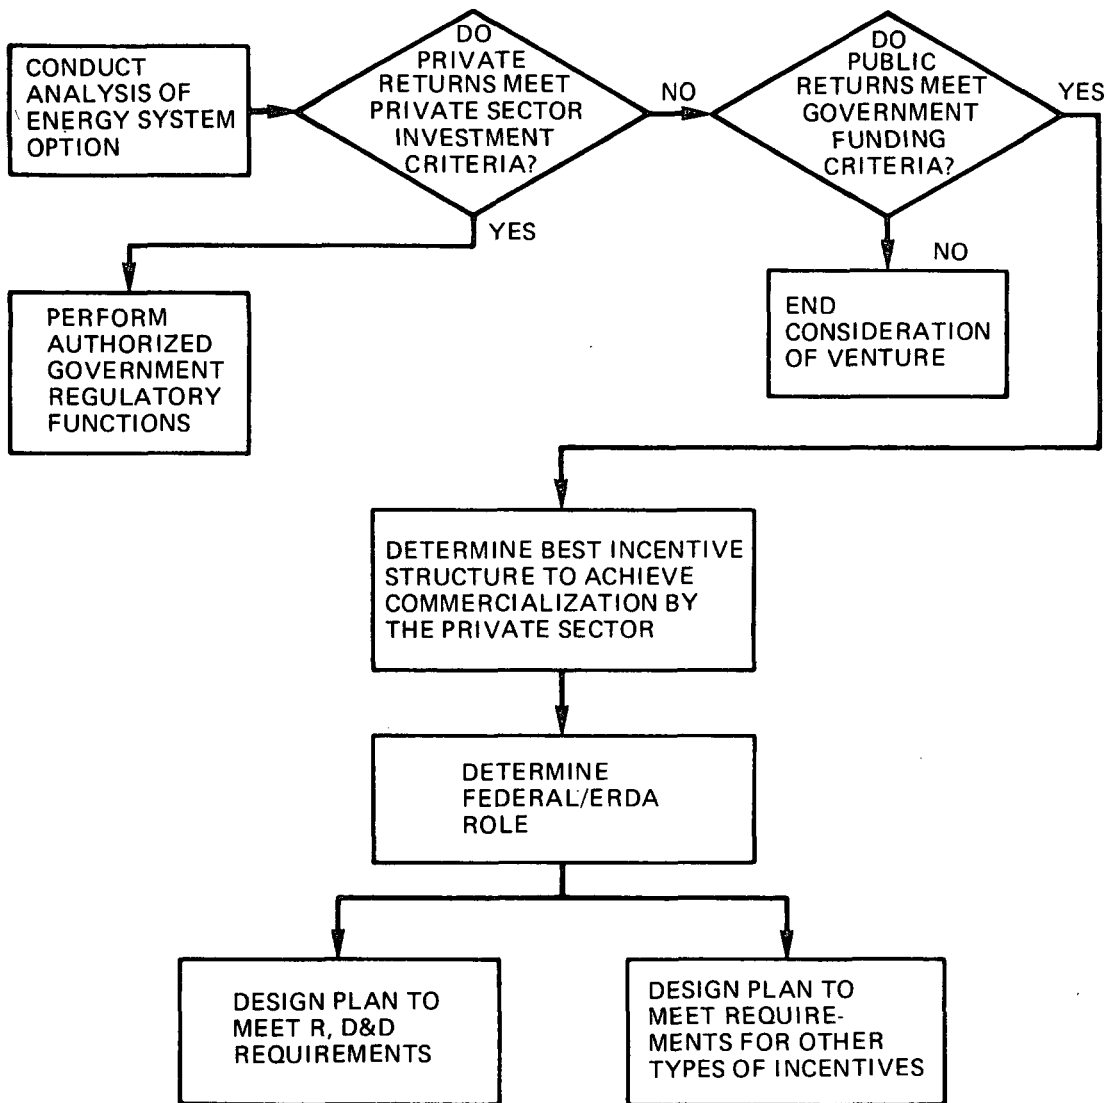 CONDUCT
ANALYSIS OF
ENERGY SYSTEM
OPTION
DO
PRIVATE
RETURNS MEET
PRIVATE SECTOR
INVESTMENT
CRITERIA?
NO
DO
PUBLIC
RETURNS MEET
GOVERNMENT
FUNDING
CRITERIA?
YES
YES
NO
PERFORM
AUTHORIZED
GOVERNMENT
REGULATORY
FUNCTIONS
END
CONSIDERATION
OF VENTURE
DETERMINE BEST INCENTIVE
STRUCTURE TO ACHIEVE
COMMERCIALIZATION BY
THE PRIVATE SECTOR
DETERMINE
FEDERAL/ERDA
ROLE
DESIGN PLAN TO
MEET R, D&D
REQUIREMENTS
DESIGN PLAN TO
MEET REQUIRE-
MENTS FOR OTHER
TYPES OF INCENTIVES